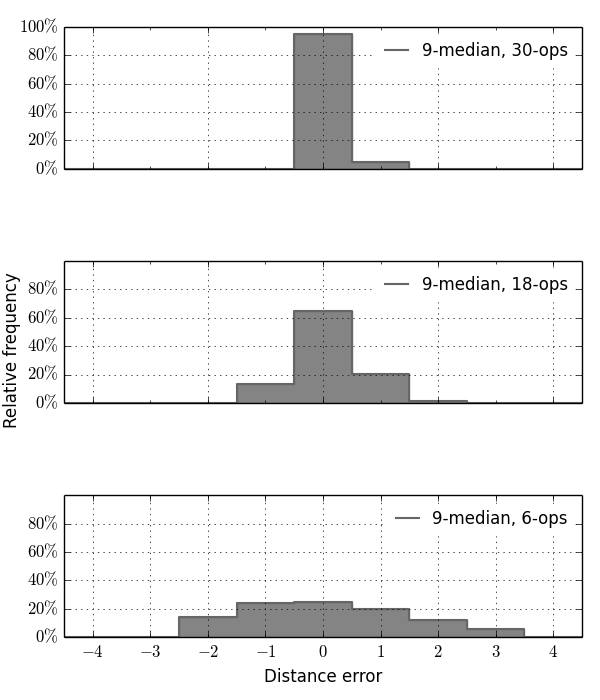 100%
80%
60%
40%
20%
0%
9-median, 30-ops
80%
60%
40%
20%
0%
9-median, 18-ops
Relative frequency
80%
60%
40%
20%
0%
9-median, 6-ops
−4 −3 −2 −1 0 1 2 3 4
Distance error